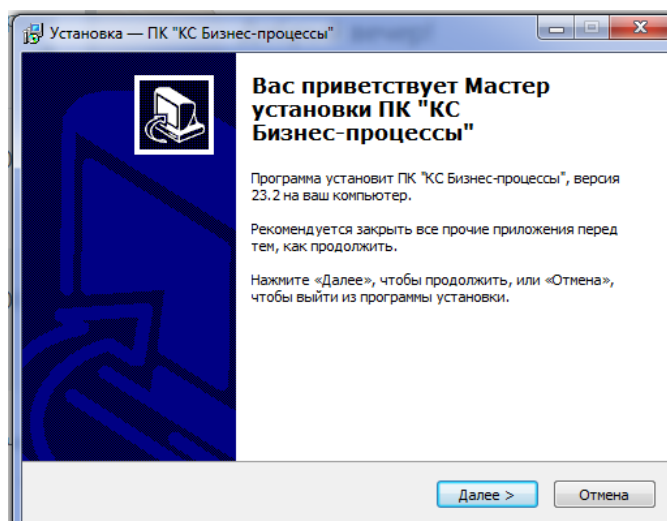 Установка — ПК "КС Бизнес-процессы"
Вас приветствует Мастер
установки ПК "КС
Бизнес-процессы"
Программа установит ПК "КС Бизнес-процессы", версия
23.2 на ваш компьютер.
Рекомендуется закрыть все прочие приложения перед
тем, как продолжить.
Нажмите «Далее», чтобы продолжить, или «Отмена»,
чтобы выйти из программы установки.
Далее >
Отмена